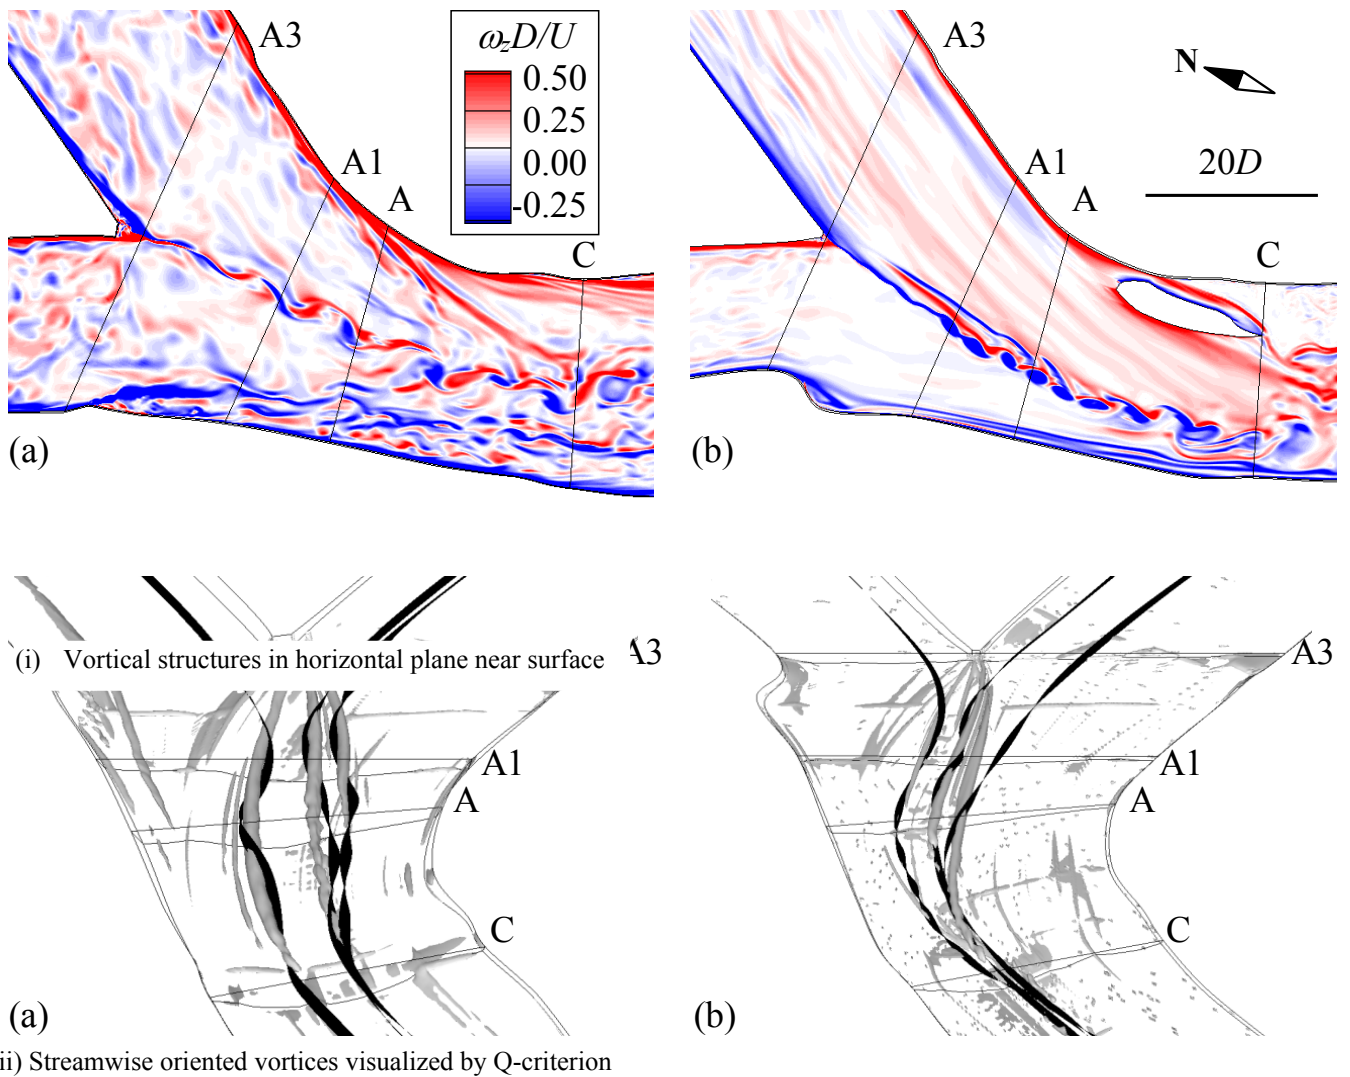 A3
ω_zD/U
0.50
0.25
0.00
-0.25
A1
A
C
(a)
A3
N
20D
A1
A
C
(b)
(i) Vortical structures in horizontal plane near surface
A3
A1
A
C
(a)
A3
A1
A
C
(b)
ii) Streamwise oriented vortices visualized by Q-criterion